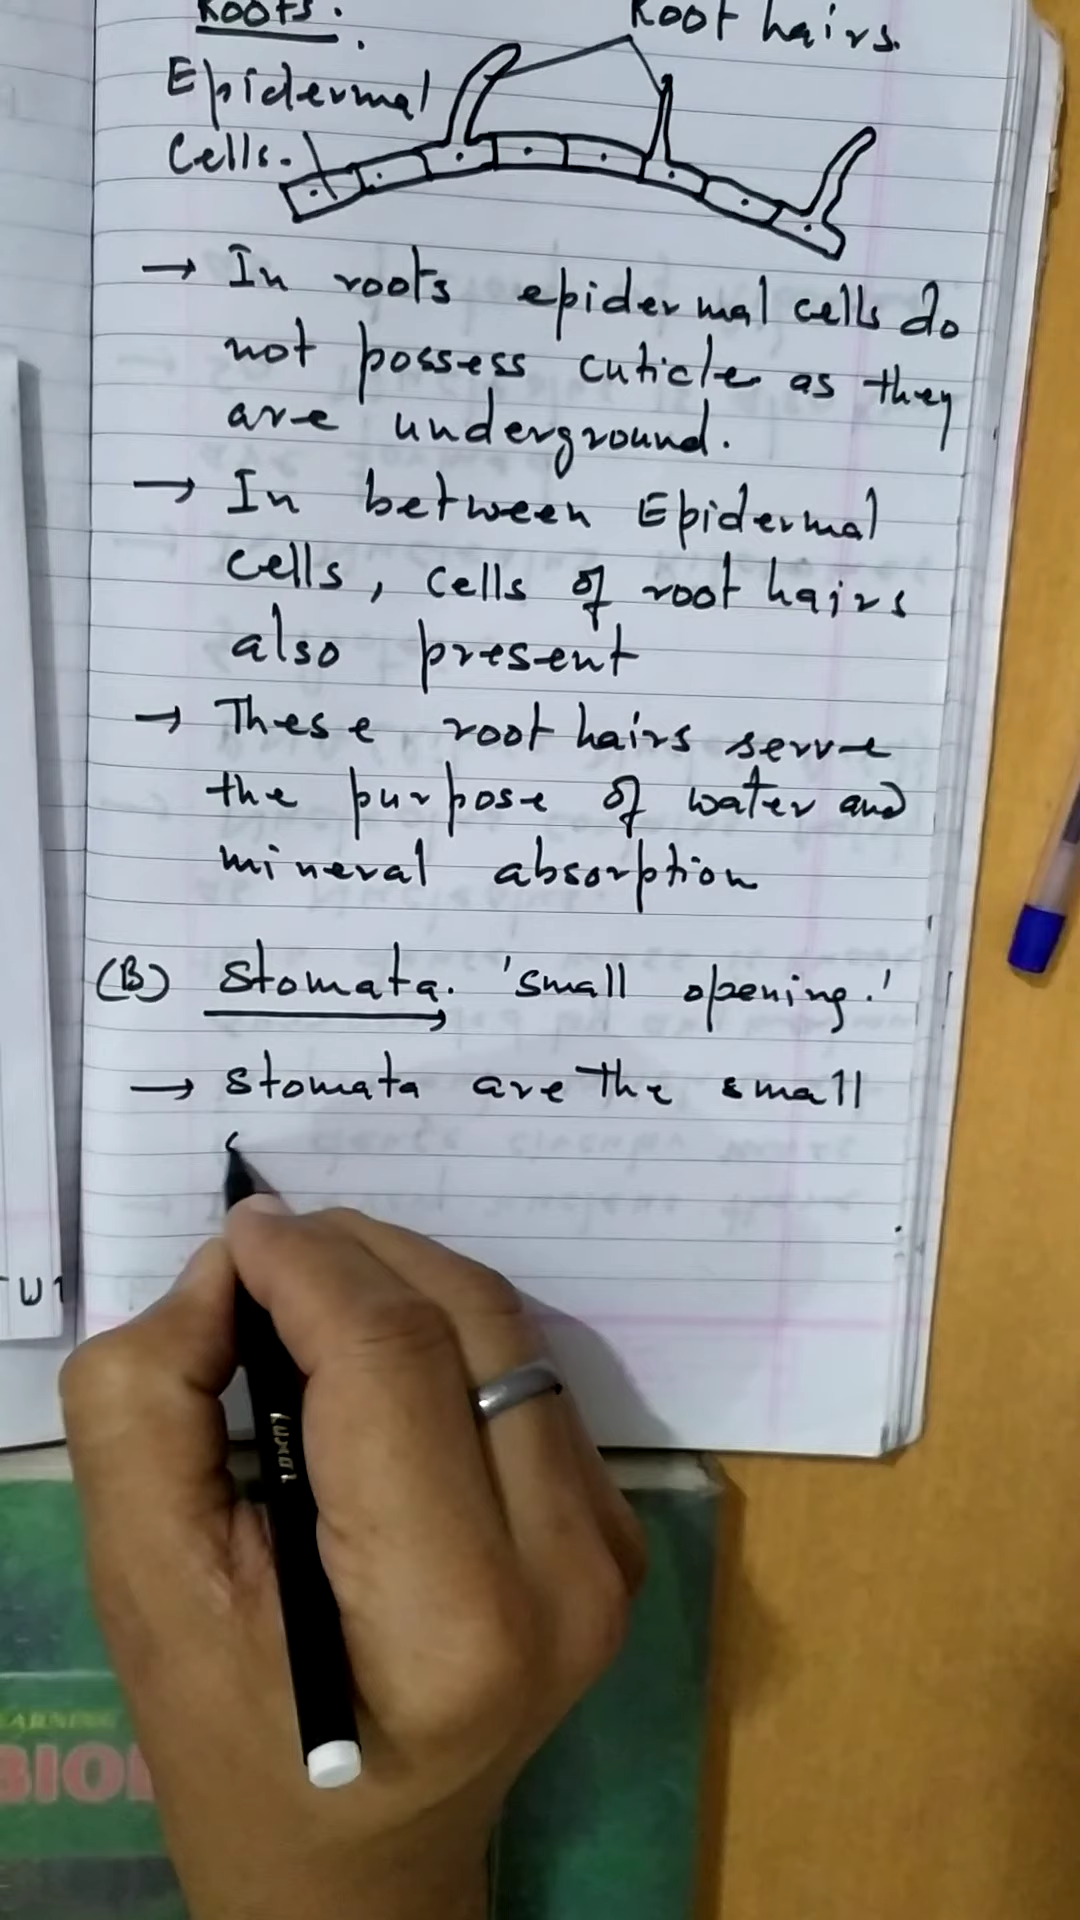 Roots:
Root hairs.
Epidermal
Cells.
→ In roots epidermal cells do
not possess cuticle as they
are underground.
→ In between Epidermal
cells, cells of root hairs
also present
→ These root hairs serve
the purpose of water and
mineral absorption
(B) Stomata. 'small opening.'
→ Stomata are the small
LUXOR
BIO